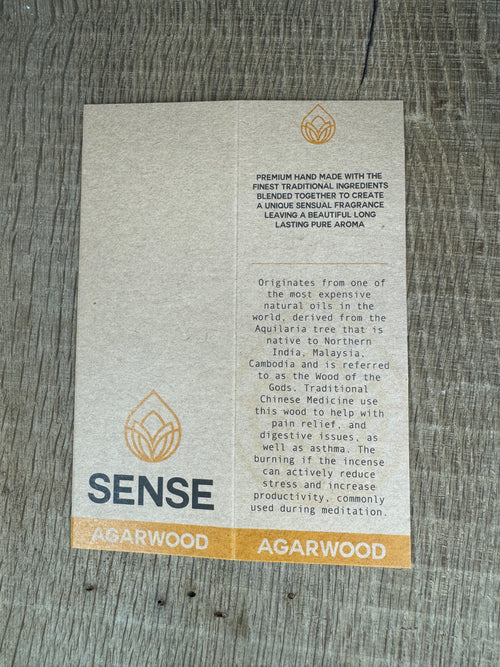 SENSE
AGARWOOD
PREMIUM HAND MADE WITH THE
FINEST TRADITIONAL INGREDIENTS
BLENDED TOGETHER TO CREATE
A UNIQUE SENSUAL FRAGRANCE
LEAVING A BEAUTIFUL LONG
LASTING PURE AROMA
Originates from one of
the most expensive
natural oils in the
world, derived from the
Aquilaria tree that is
native to Northern
India, Malaysia,
Cambodia and is referred
to as the Wood of the
Gods. Traditional
Chinese Medicine use
this wood to help with
pain relief, and
digestive issues, as
well as asthma. The
burning if the incense
can actively reduce
stress and increase
productivity, commonly
used during meditation.
AGARWOOD